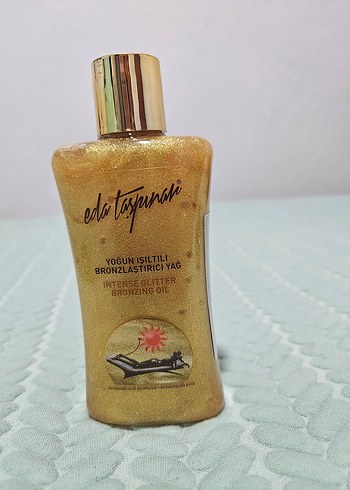 eda taşpınar®
YOĞUN IŞILTILI
BRONZLAŞTIRICI YAĞ
INTENSE GLITTER
BRONZING OIL